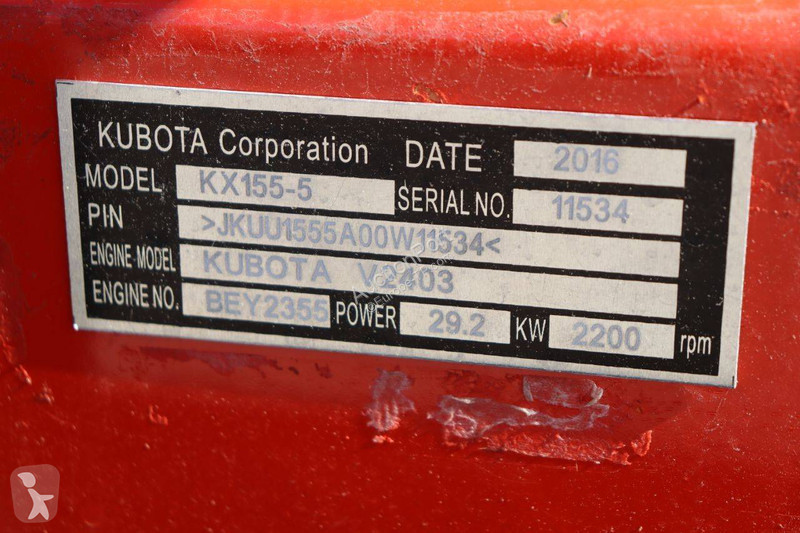 KUBOTA Corporation DATE 2016
MODEL KX155-5 SERIAL NO. 11534
PIN >JKUU1555A00W11534<
ENGINE MODEL KUBOTA V2403
ENGINE NO. BEY2355 POWER 29.2 KW 2200 rpm